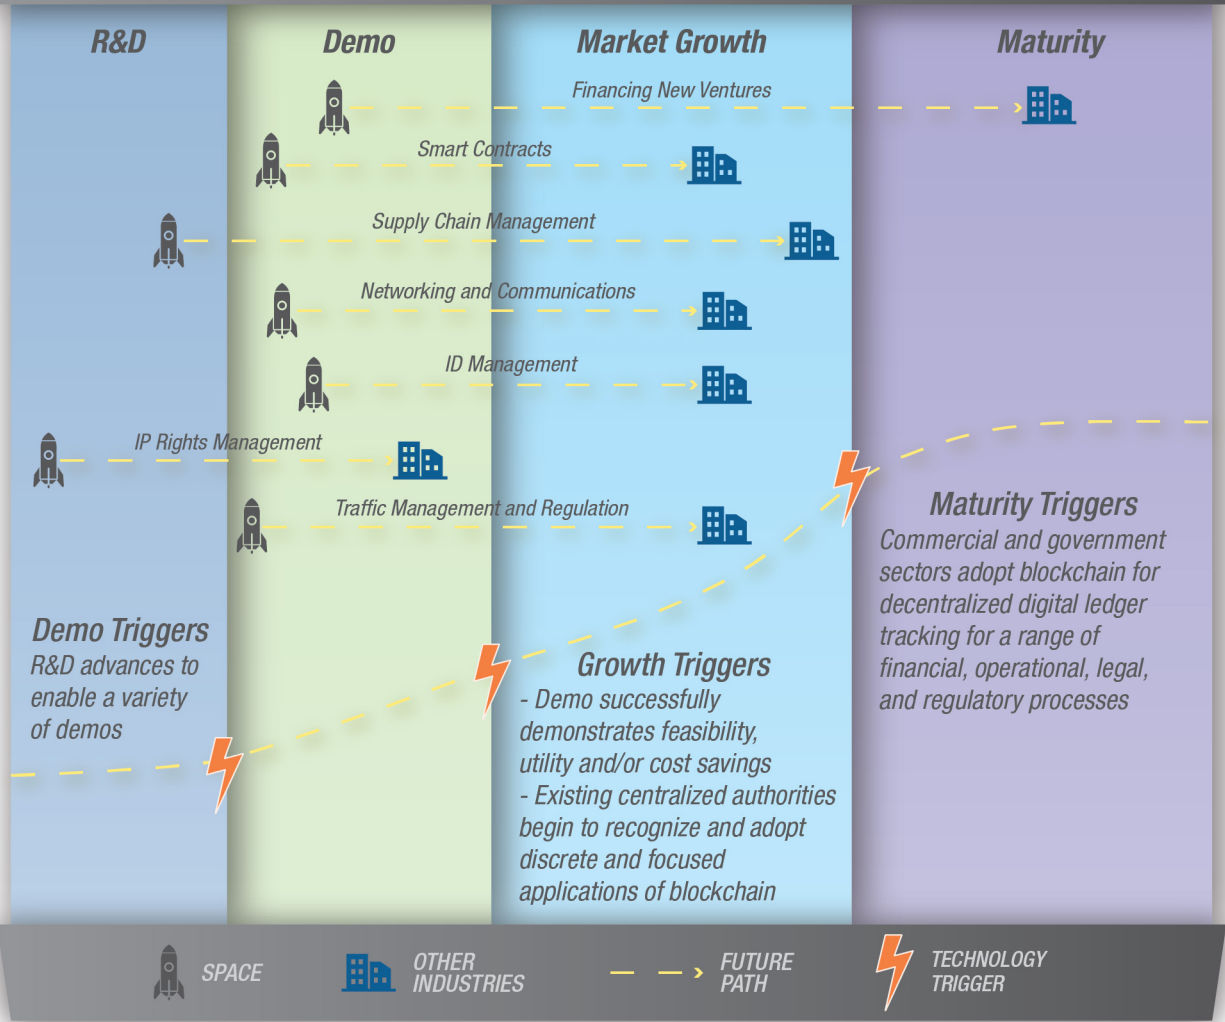 R&D
Demo
Market Growth
Maturity
Financing New Ventures
Smart Contracts
Supply Chain Management
Networking and Communications
ID Management
IP Rights Management
Traffic Management and Regulation
Demo Triggers
R&D advances to
enable a variety
of demos
Growth Triggers
- Demo successfully
demonstrates feasibility,
utility and/or cost savings
- Existing centralized authorities
begin to recognize and adopt
discrete and focused
applications of blockchain
Maturity Triggers
Commercial and government
sectors adopt blockchain for
decentralized digital ledger
tracking for a range of
financial, operational, legal,
and regulatory processes
SPACE
OTHER
INDUSTRIES
FUTURE
PATH
TECHNOLOGY
TRIGGER